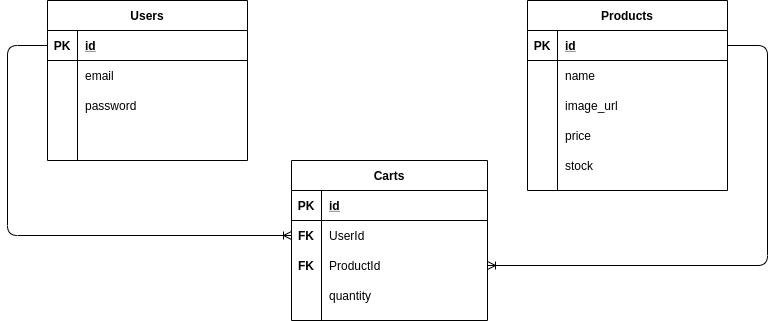 Users
PK id
email
password
Products
PK id
name
image_url
price
stock
Carts
PK id
FK UserId
FK ProductId
quantity